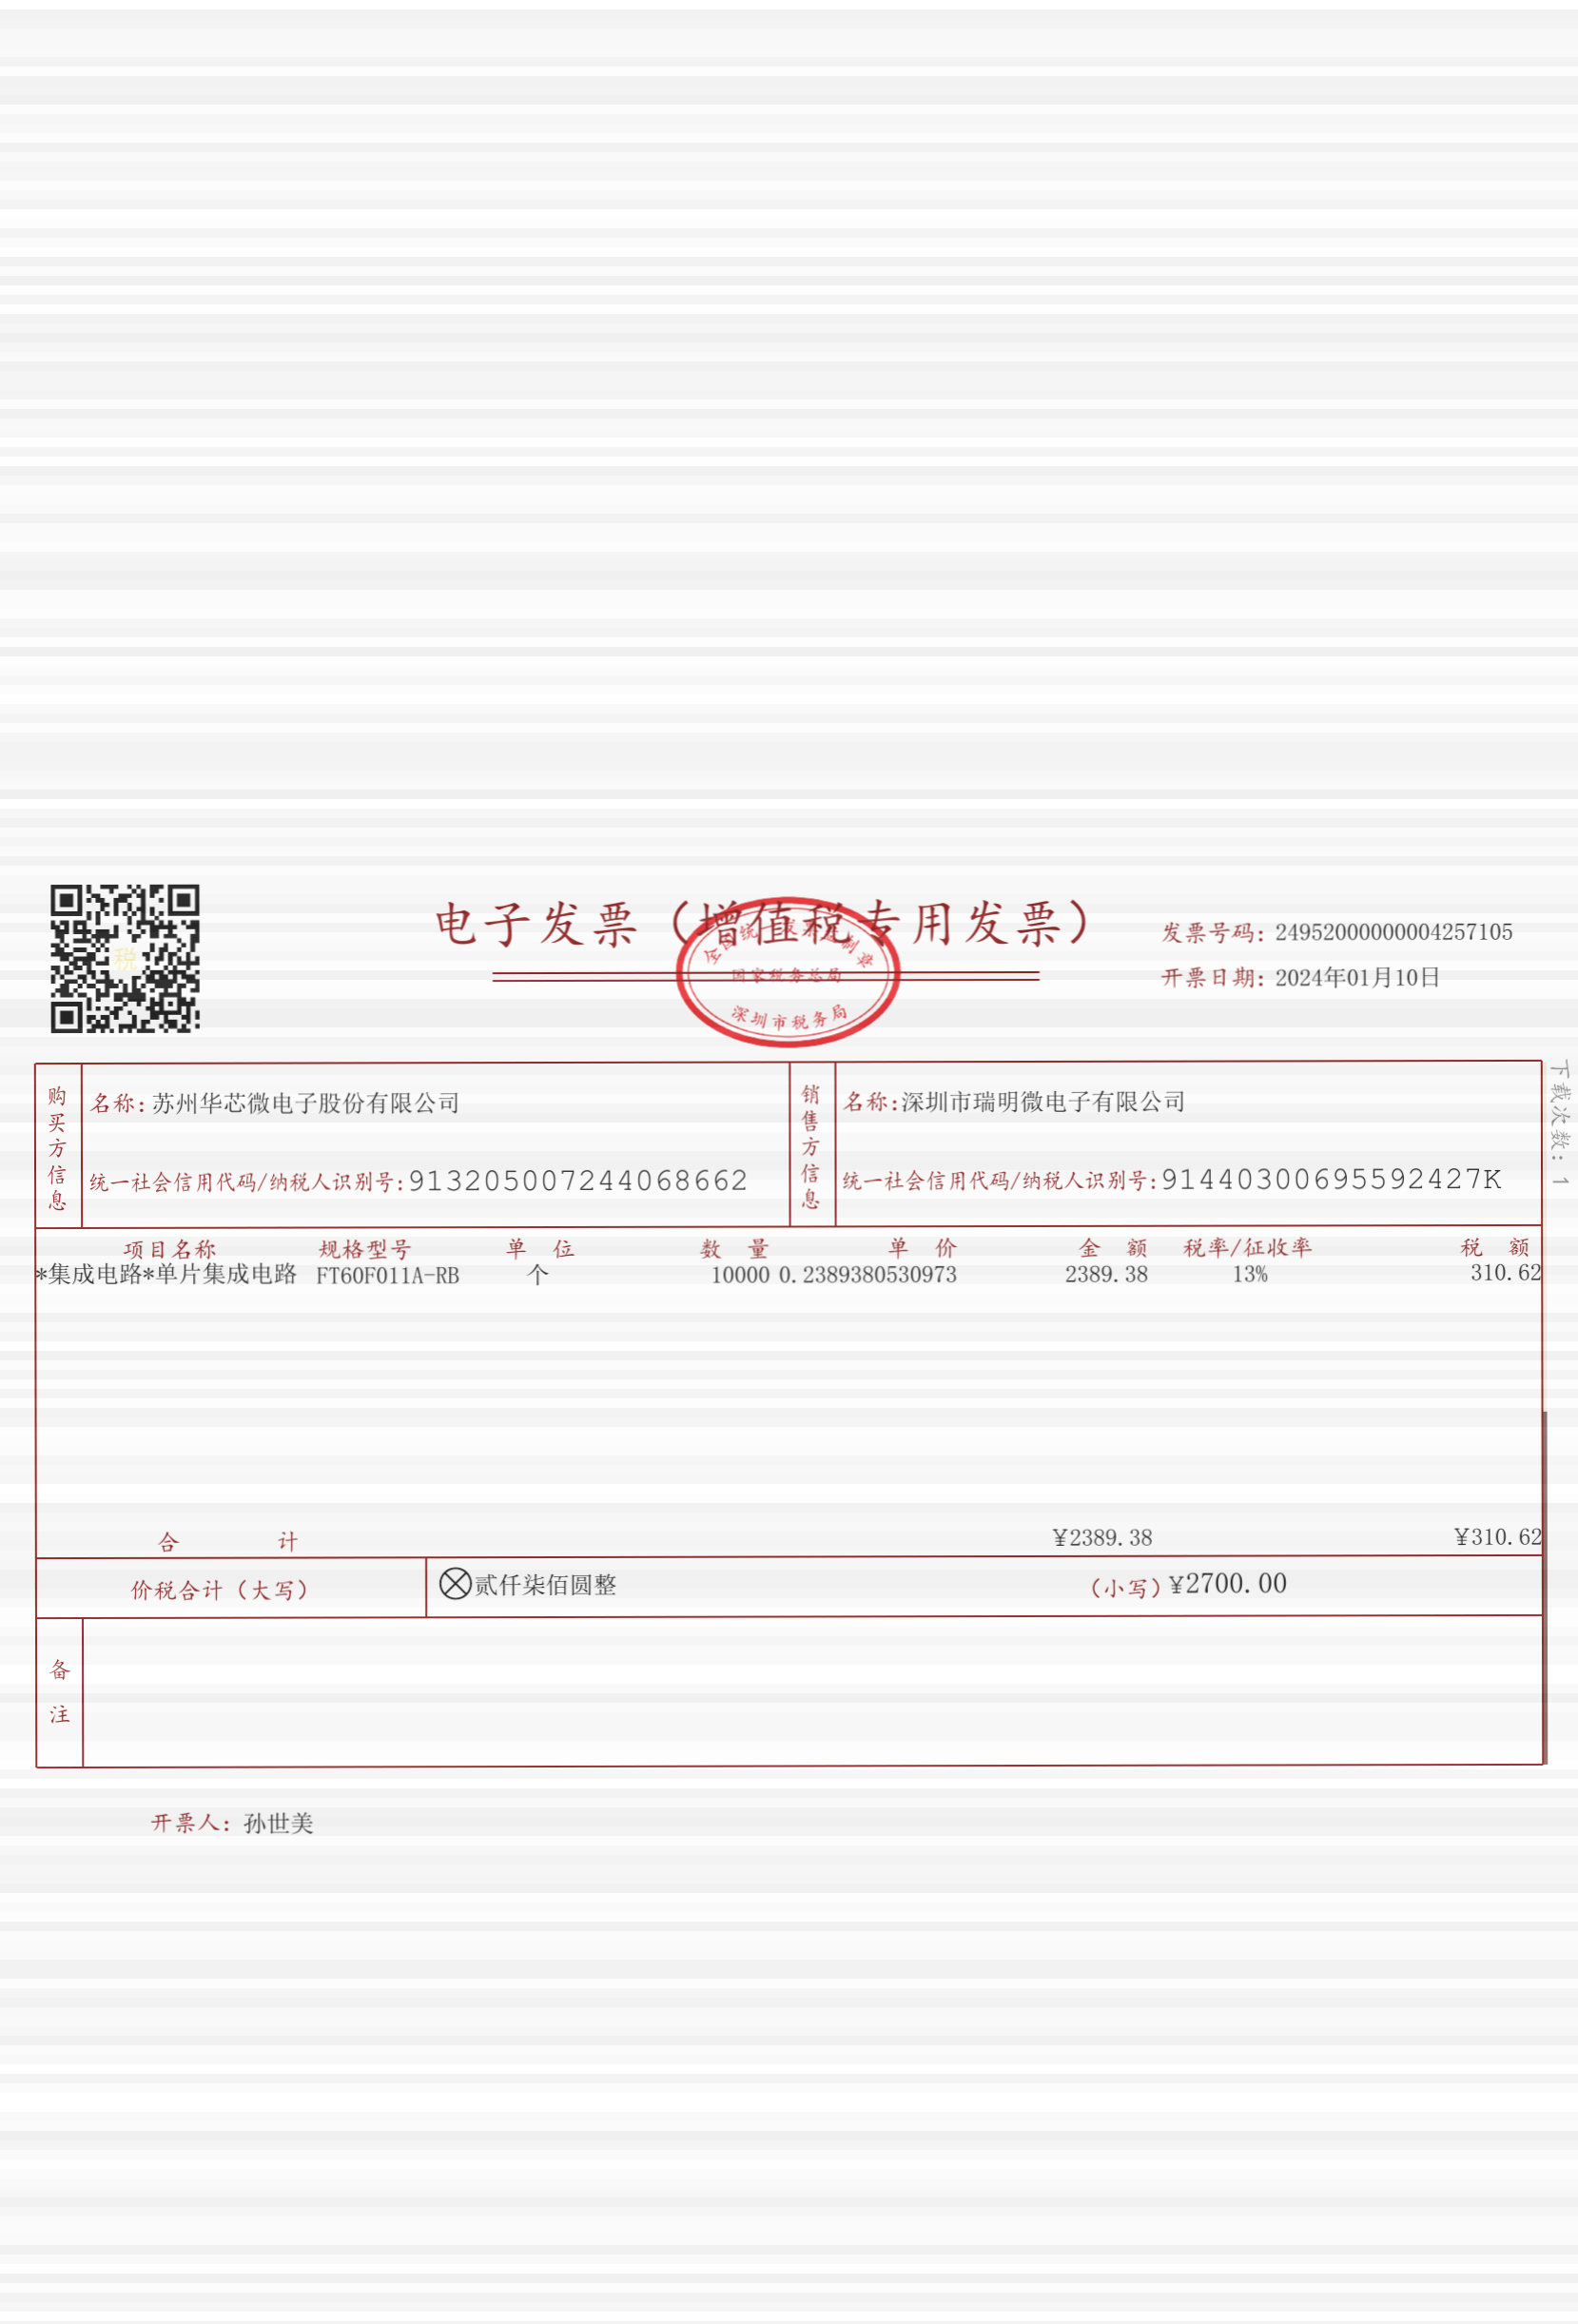 电子发票（增值税专用发票）
全国统一发票监制章
国家税务总局
深圳市税务局
税
发票号码：24952000000004257105
开票日期：2024年01月10日
购买方信息
名称：苏州华芯微电子股份有限公司
统一社会信用代码/纳税人识别号：913205007244068662
销售方信息
名称：深圳市瑞明微电子有限公司
统一社会信用代码/纳税人识别号：91440300695592427K
下载次数：1
项目名称 规格型号 单 位 数 量 单 价 金 额 税率/征收率 税 额
*集成电路*单片集成电路 FT60F011A-RB 个 10000 0.2389380530973 2389.38 13% 310.62
合 计 ¥2389.38 ¥310.62
价税合计（大写） ⊗贰仟柒佰圆整 （小写）¥2700.00
备注
开票人：孙世美